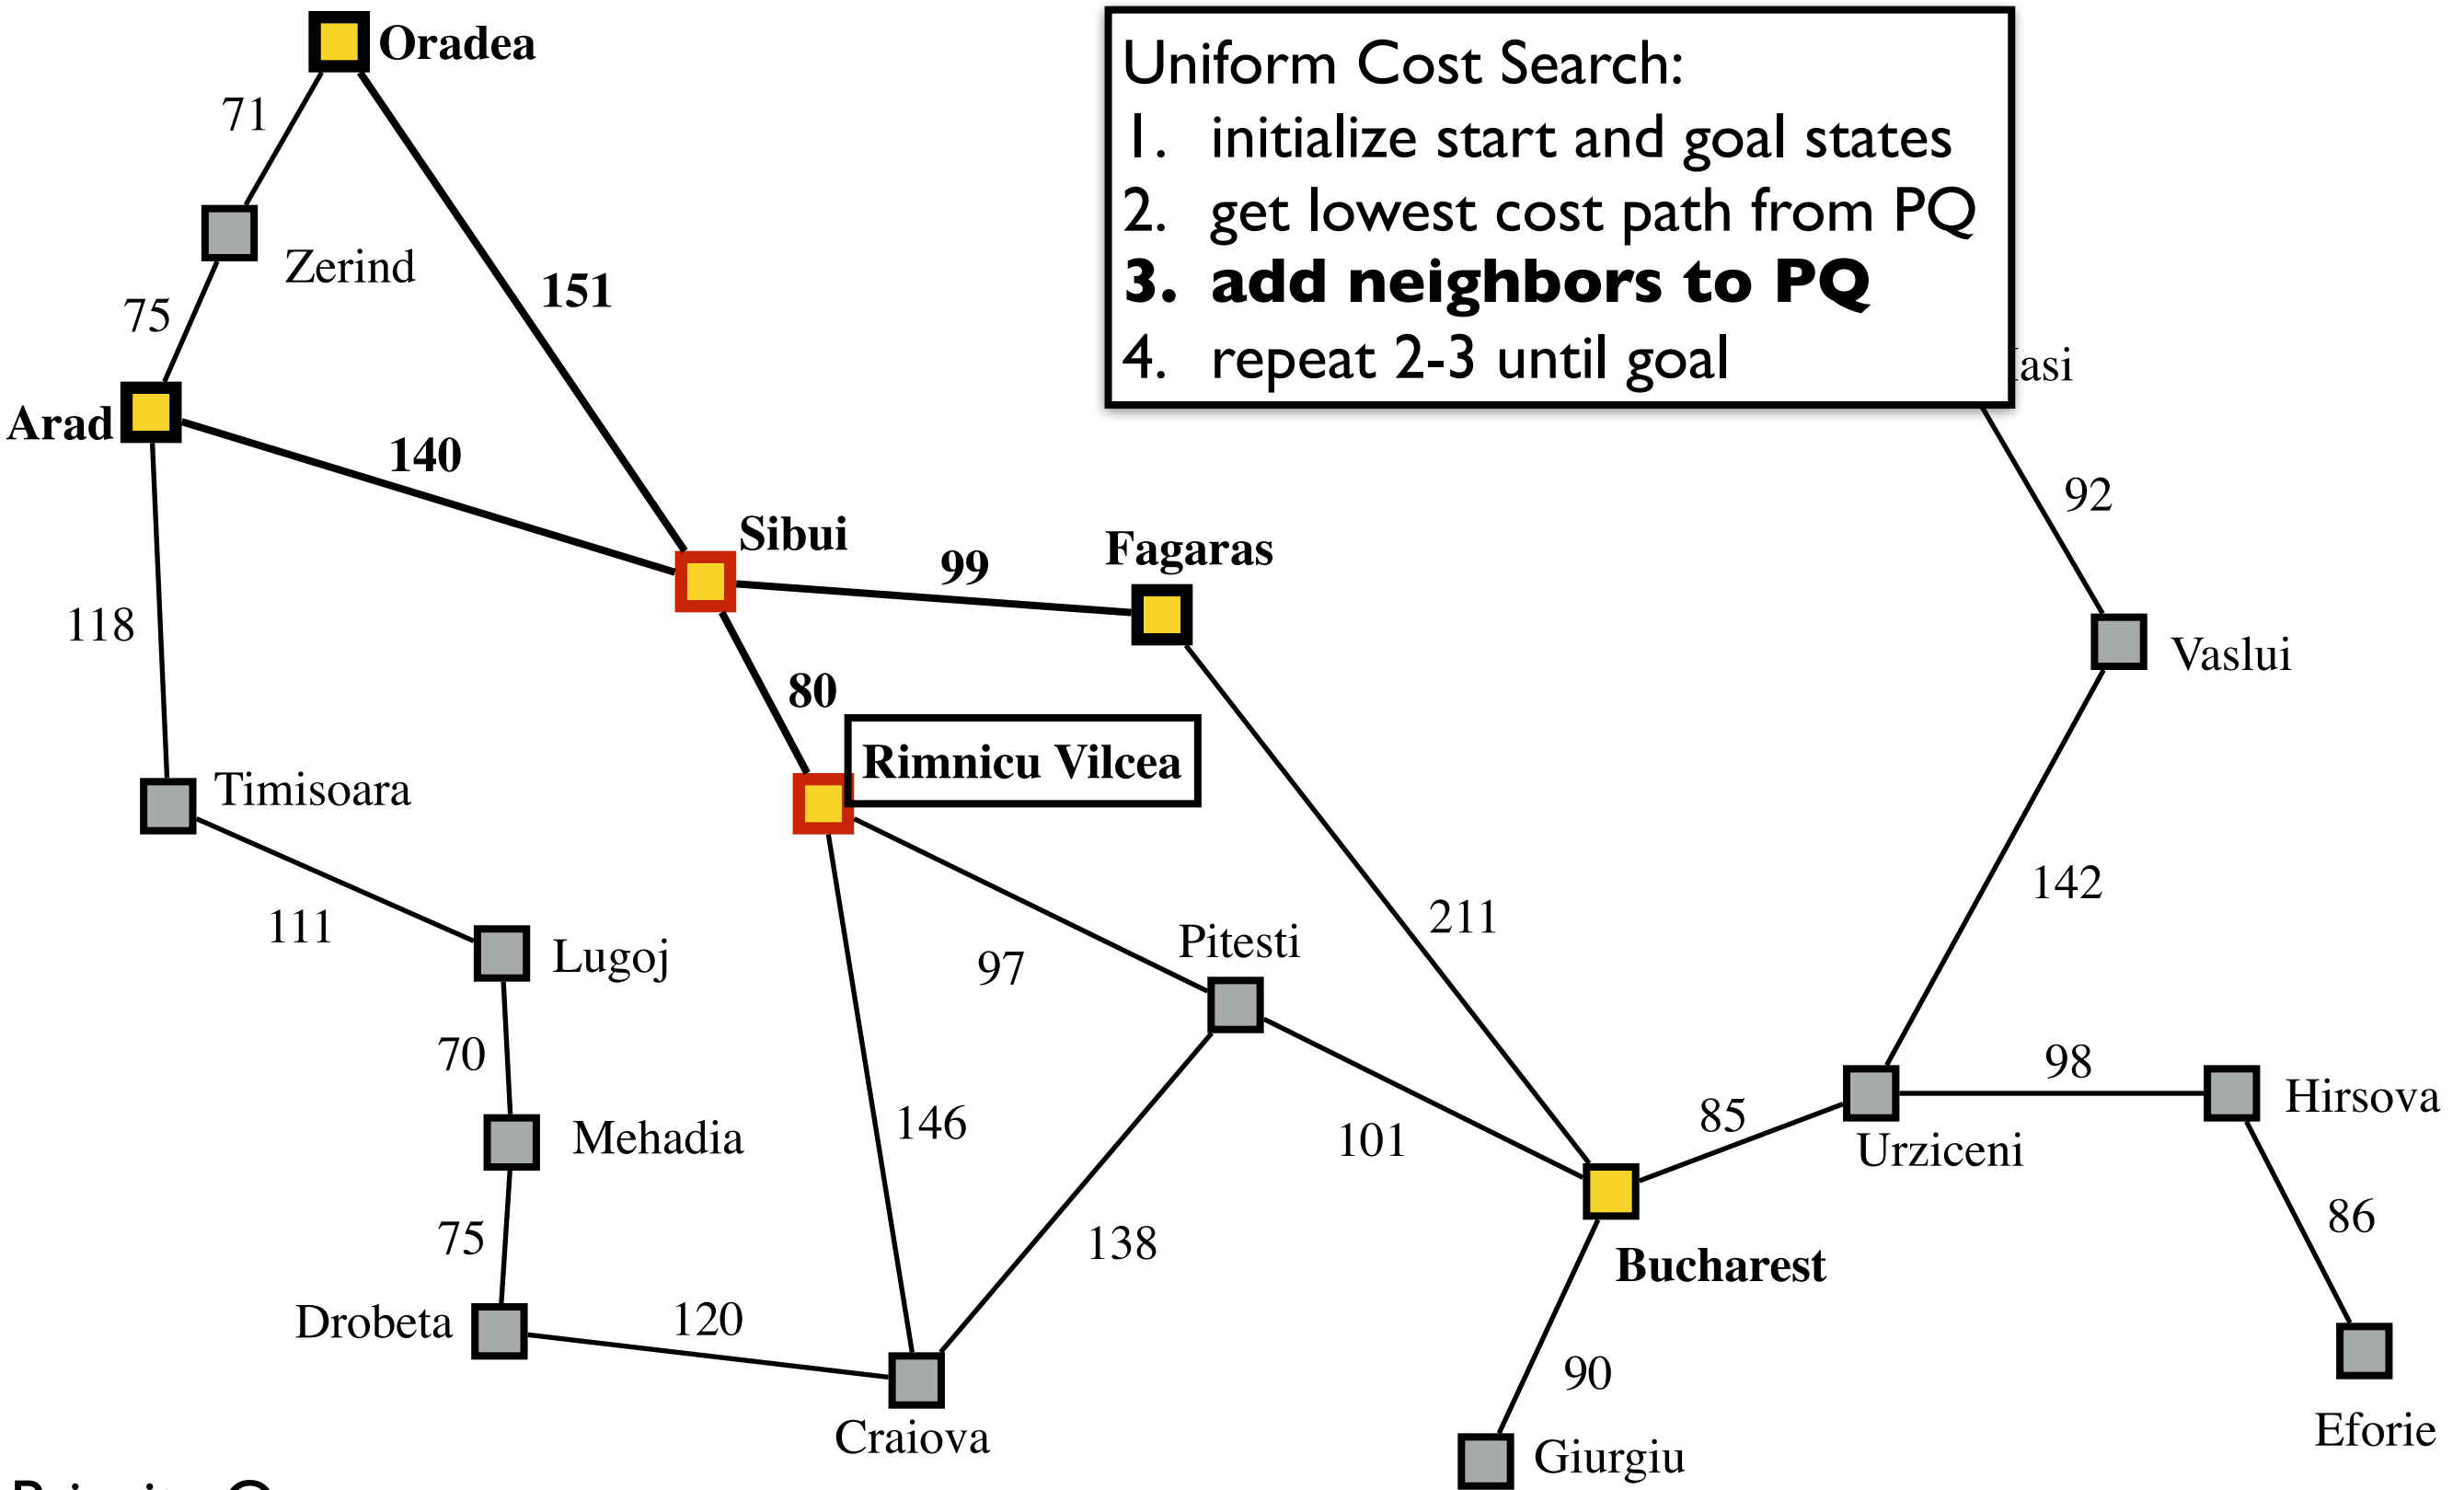 Oradea
Uniform Cost Search:
1. initialize start and goal states
2. get lowest cost path from PQ
3. add neighbors to PQ
4. repeat 2-3 until goal
71
Zerind
151
75
Iasi
Arad
140
92
Sibui
99
Fagaras
118
Vaslui
80
Rimnicu Vilcea
Timisoara
142
211
111
Lugoj
97
Pitesti
70
98
Mehadia
146
101
85
Urziceni
Hirsova
75
138
86
Bucharest
Drobeta
120
90
Craiova
Giurgiu
Eforie